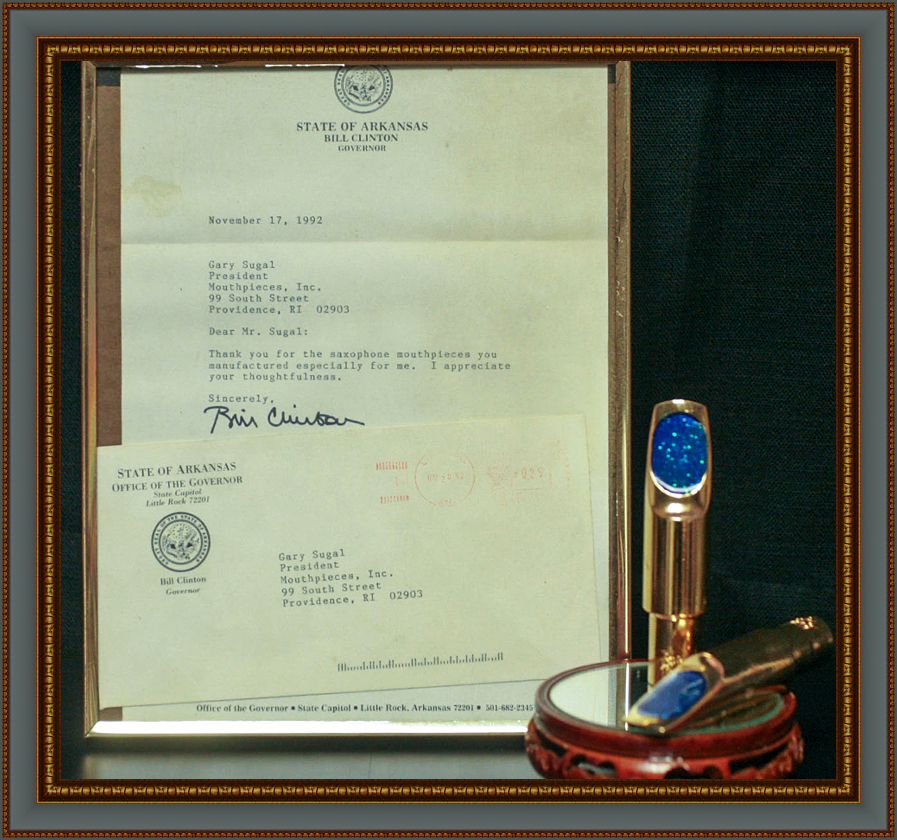 STATE OF ARKANSAS
BILL CLINTON
GOVERNOR
November 17, 1992
Gary Sugal
President
Mouthpieces, Inc.
99 South Street
Providence, RI 02903
Dear Mr. Sugal:
Thank you for the saxophone mouthpieces you
manufactured especially for me. I appreciate
your thoughtfulness.
Sincerely,
Bill Clinton
STATE OF ARKANSAS
OFFICE OF THE GOVERNOR
State Capitol
Little Rock 72201
Bill Clinton
Governor
Gary Sugal
President
Mouthpieces, Inc.
99 South Street
Providence, RI 02903
Office of the Governor • State Capitol • Little Rock, Arkansas 72201 • 501-682-2345